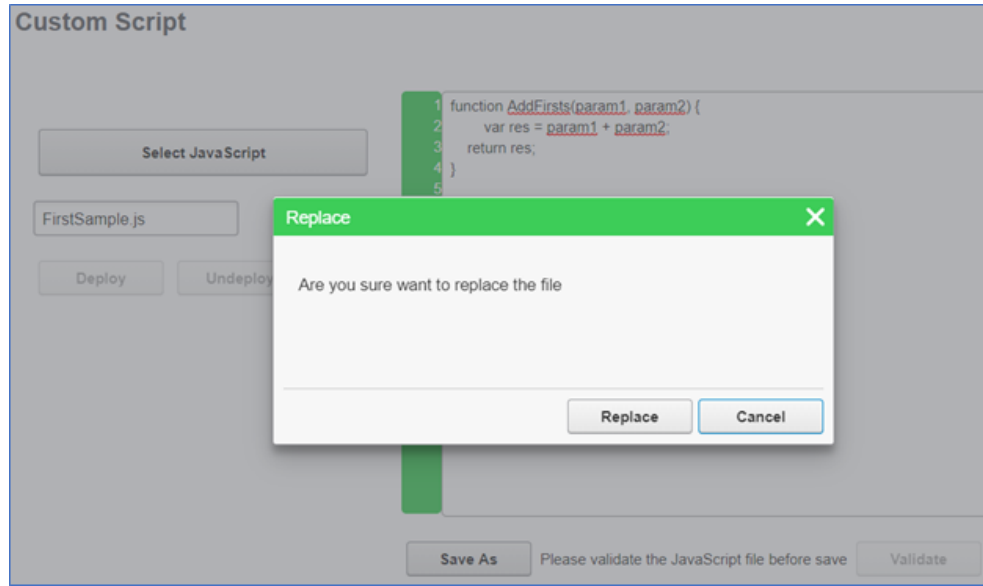 Custom Script
Select JavaScript
FirstSample.js
Deploy
Undeploy
1 function AddFirsts(param1, param2) {
2 var res = param1 + param2;
3 return res;
4 }
5
Replace
Are you sure want to replace the file
Replace
Cancel
Save As
Please validate the JavaScript file before save
Validate